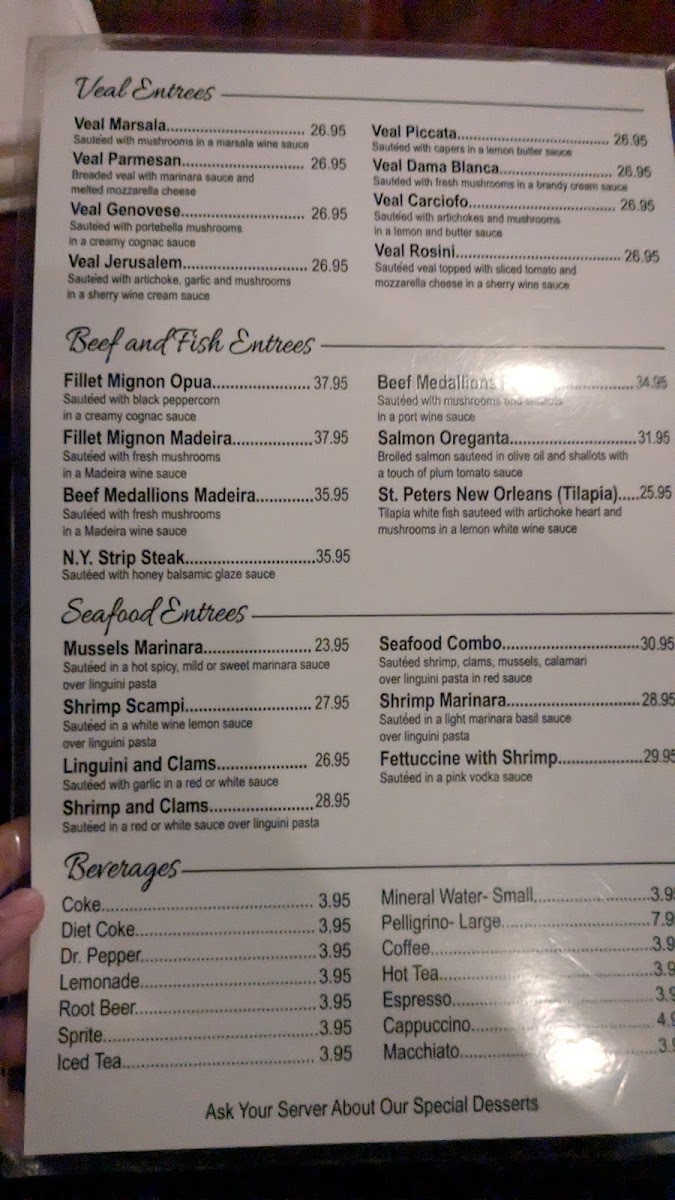 Veal Entrees
Veal Marsala.................................. 26.95
Sautéed with mushrooms in a marsala wine sauce
Veal Parmesan.............................. 26.95
Breaded veal with marinara sauce and
melted mozzarella cheese
Veal Genovese.............................. 26.95
Sautéed with portebella mushrooms
in a creamy cognac sauce
Veal Jerusalem.............................. 26.95
Sautéed with artichoke, garlic and mushrooms
in a sherry wine cream sauce
Veal Piccata..................................... 26.95
Sautéed with capers in a lemon butter sauce
Veal Dama Blanca........................... 26.95
Sautéed with fresh mushrooms in a brandy cream sauce
Veal Carciofo.................................... 26.95
Sautéed with artichokes and mushrooms
in a lemon and butter sauce
Veal Rosini........................................ 26.95
Sautéed veal topped with sliced tomato and
mozzarella cheese in a sherry wine sauce
Beef and Fish Entrees
Fillet Mignon Opua........................37.95
Sautéed with black peppercorn
in a creamy cognac sauce
Fillet Mignon Madeira...................37.95
Sautéed with fresh mushrooms
in a Madeira wine sauce
Beef Medallions Madeira.............35.95
Sautéed with fresh mushrooms
in a Madeira wine sauce
N.Y. Strip Steak..............................35.95
Sautéed with honey balsamic glaze sauce
Beef Medallions ................34.95
Sautéed with mushrooms and shallots
in a port wine sauce
Salmon Oreganta..............................31.95
Broiled salmon sauteed in olive oil and shallots with
a touch of plum tomato sauce
St. Peters New Orleans (Tilapia).....25.95
Tilapia white fish sauteed with artichoke heart and
mushrooms in a lemon white wine sauce
Seafood Entrees
Mussels Marinara.........................23.95
Sautéed in a hot spicy, mild or sweet marinara sauce
over linguini pasta
Shrimp Scampi............................. 27.95
Sautéed in a white wine lemon sauce
over linguini pasta
Linguini and Clams..................... 26.95
Sautéed with garlic in a red or white sauce
Shrimp and Clams........................28.95
Sautéed in a red or white sauce over linguini pasta
Seafood Combo................................30.95
Sautéed shrimp, clams, mussels, calamari
over linguini pasta in red sauce
Shrimp Marinara...............................28.95
Sautéed in a light marinara basil sauce
over linguini pasta
Fettuccine with Shrimp...................29.95
Sautéed in a pink vodka sauce
Beverages
Coke.................................................... 3.95
Diet Coke............................................. 3.95
Dr. Pepper........................................... 3.95
Lemonade........................................... 3.95
Root Beer............................................ 3.95
Sprite................................................... 3.95
Iced Tea............................................... 3.95
Mineral Water- Small.........................3.9
Pelligrino- Large................................7.9
Coffee................................................3.9
Hot Tea..............................................3.9
Espresso...........................................3.9
Cappuccino.......................................4.9
Macchiato..........................................3.9
Ask Your Server About Our Special Desserts